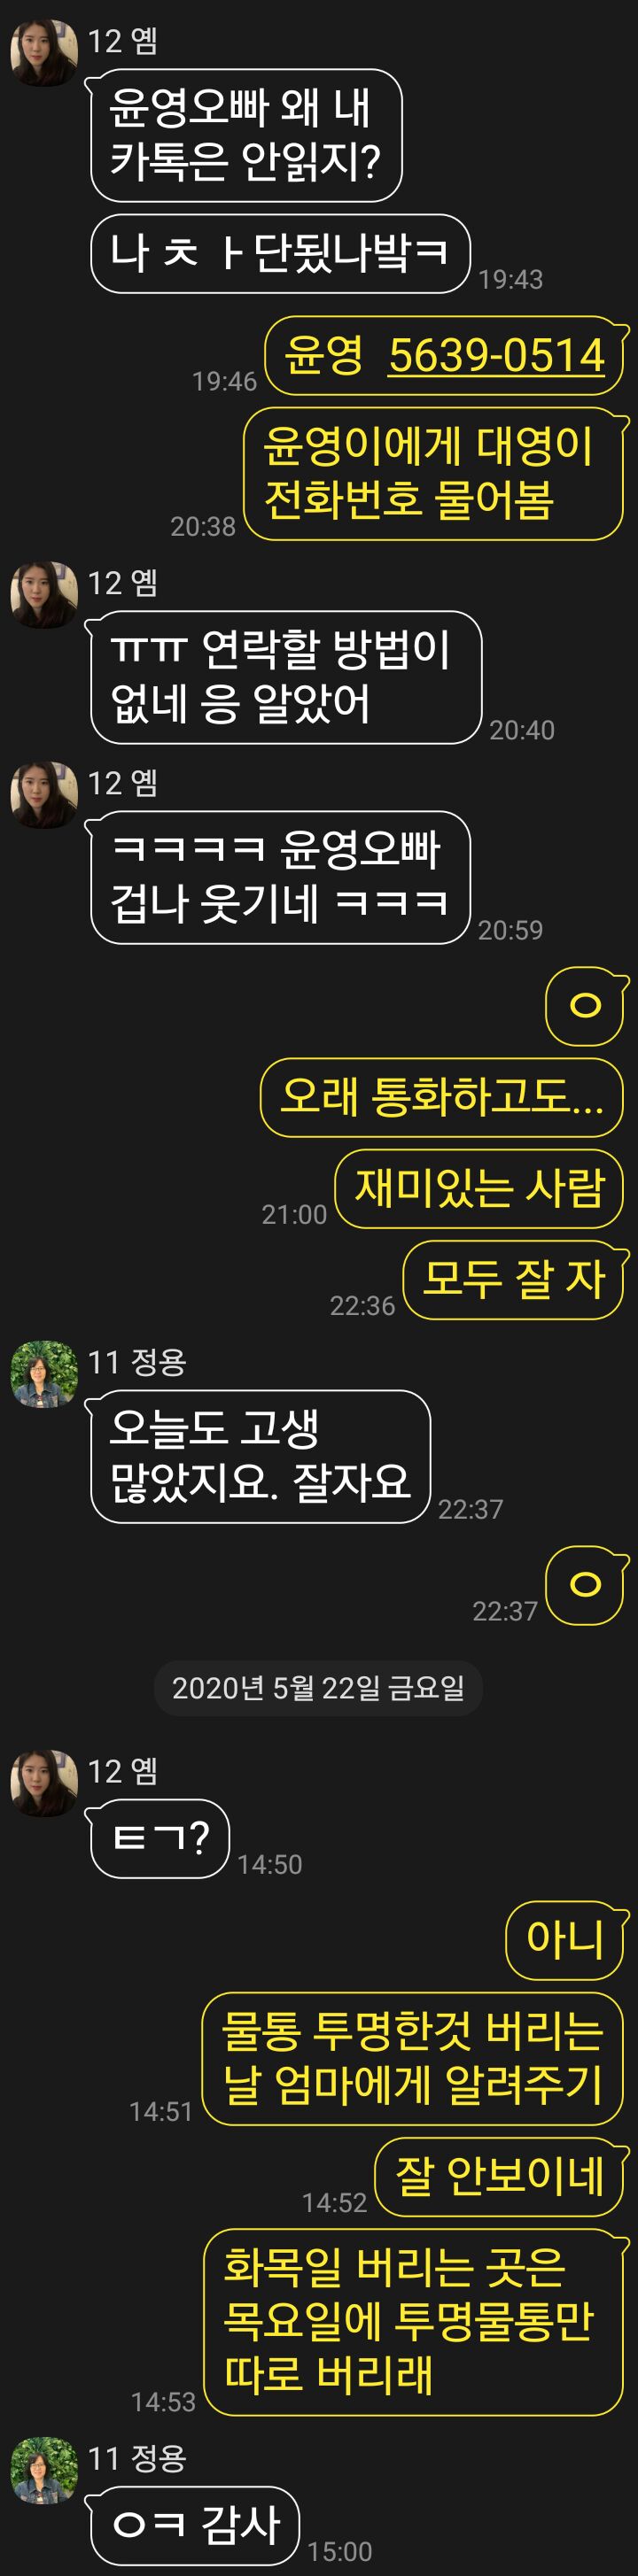 12 옘
윤영오빠 왜 내
카톡은 안읽지?
나 ㅊ ㅏ단됬나밬ㅋ
19:43
윤영 5639-0514
19:46
윤영이에게 대영이
전화번호 물어봄
20:38
12 옘
ㅠㅠ 연락할 방법이
없네 응 알았어
20:40
12 옘
ㅋㅋㅋㅋ 윤영오빠
겁나 웃기네 ㅋㅋㅋ
20:59
ㅇ
오래 통화하고도...
재미있는 사람
21:00
모두 잘 자
22:36
11 정용
오늘도 고생
많았지요. 잘자요
22:37
ㅇ
22:37
2020년 5월 22일 금요일
12 옘
ㅌㄱ?
14:50
아니
물통 투명한것 버리는
날 엄마에게 알려주기
14:51
잘 안보이네
14:52
화목일 버리는 곳은
목요일에 투명물통만
따로 버리래
14:53
11 정용
ㅇㅋ 감사
15:00